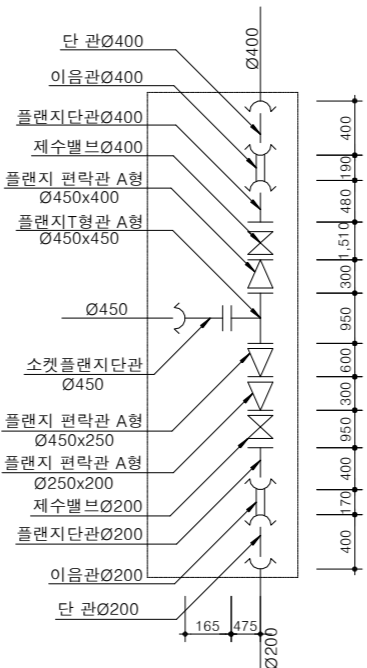 단 관Ø400
Ø400
이음관Ø400
플랜지단관Ø400
제수밸브Ø400
플랜지 편락관 A형
Ø450x400
플랜지T형관 A형
Ø450x450
Ø450
소켓플랜지단관
Ø450
플랜지 편락관 A형
Ø450x250
플랜지 편락관 A형
Ø250x200
제수밸브Ø200
플랜지단관Ø200
이음관Ø200
단 관Ø200
165
475
Ø200
400
190
480
1,510
300
950
600
300
950
400
170
400